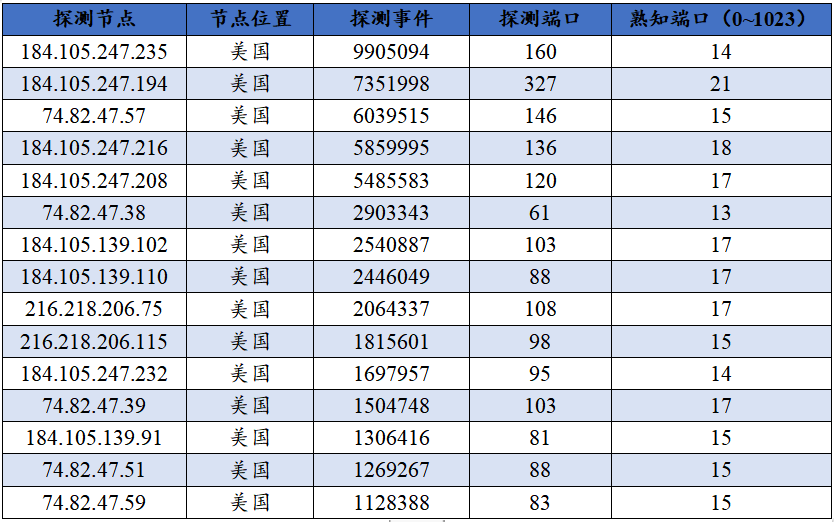 探测节点 节点位置 探测事件 探测端口 熟知端口（0~1023）
184.105.247.235 美国 9905094 160 14
184.105.247.194 美国 7351998 327 21
74.82.47.57 美国 6039515 146 15
184.105.247.216 美国 5859995 136 18
184.105.247.208 美国 5485583 120 17
74.82.47.38 美国 2903343 61 13
184.105.139.102 美国 2540887 103 17
184.105.139.110 美国 2446049 88 17
216.218.206.75 美国 2064337 108 17
216.218.206.115 美国 1815601 98 15
184.105.247.232 美国 1697957 95 14
74.82.47.39 美国 1504748 103 17
184.105.139.91 美国 1306416 81 15
74.82.47.51 美国 1269267 88 15
74.82.47.59 美国 1128388 83 15